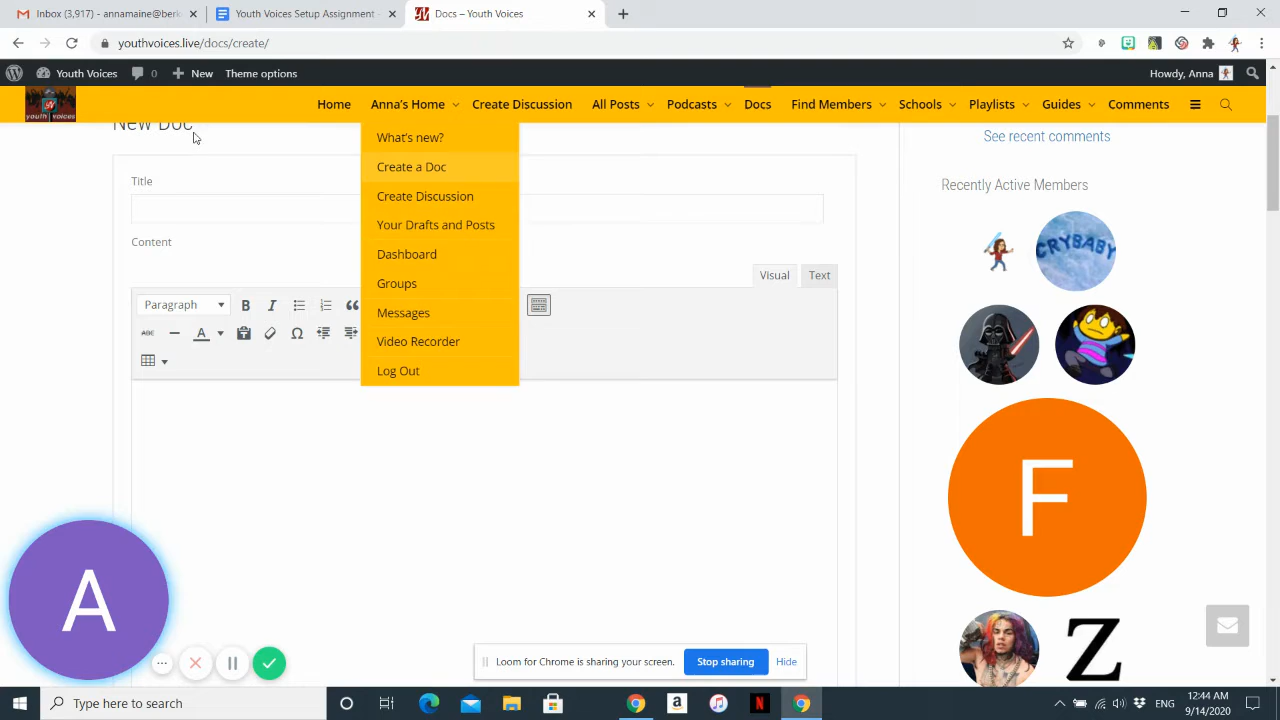 Inbox (3,917) - annamaine@berk
Youth Voices Setup Assignment -
Docs – Youth Voices
youthvoices.live/docs/create/
Youth Voices
0
New
Theme options
Howdy, Anna
youth voices
Home
Anna's Home
Create Discussion
All Posts
Podcasts
Docs
Find Members
Schools
Playlists
Guides
Comments
New Doc
What's new?
Create a Doc
Create Discussion
Your Drafts and Posts
Dashboard
Groups
Messages
Video Recorder
Log Out
See recent comments
Title
Recently Active Members
Content
Visual
Text
Paragraph
B
I
ABC
A
CRYBABY
F
A
Z
Loom for Chrome is sharing your screen.
Stop sharing
Hide
Type here to search
ENG
12:44 AM
9/14/2020